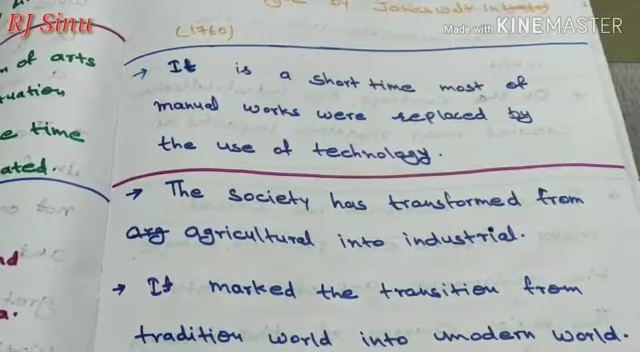 RJ Sinu
Made with KINEMASTER
(1760)
→ It is a short time most of
manual works were replaced by
the use of technology.
→ The society has transformed from
arg agricultural into industrial.
→ It marked the transition from
tradition world into modern world.
of arts
tuation
e time
ated.